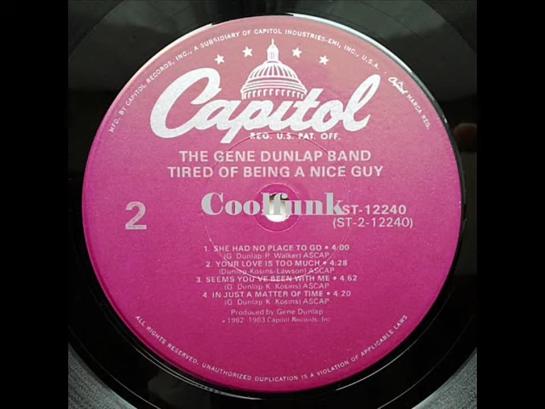 MFD. BY CAPITOL RECORDS, INC., A SUBSIDIARY OF CAPITOL INDUSTRIES-EMI, INC., U.S.A. • Capitol MARCA REG.
Capitol
REG. U.S. PAT. OFF.
THE GENE DUNLAP BAND
TIRED OF BEING A NICE GUY
2
Coolfunk
ST-12240
(ST-2-12240)
1. SHE HAD NO PLACE TO GO • 4:00
(G. Dunlap-P. Walker) ASCAP
2. YOUR LOVE IS TOO MUCH • 4:28
(Dunlap-Kosins-Lawson) ASCAP
3. SEEMS YOU'VE BEEN WITH ME • 4:62
(G. Dunlap-K. Kosins) ASCAP
4. IN JUST A MATTER OF TIME • 4:20
(G. Dunlap-K. Kosins) ASCAP
Produced by Gene Dunlap
1982 1983 Capitol Records, Inc.
ALL RIGHTS RESERVED. UNAUTHORIZED DUPLICATION IS A VIOLATION OF APPLICABLE LAWS